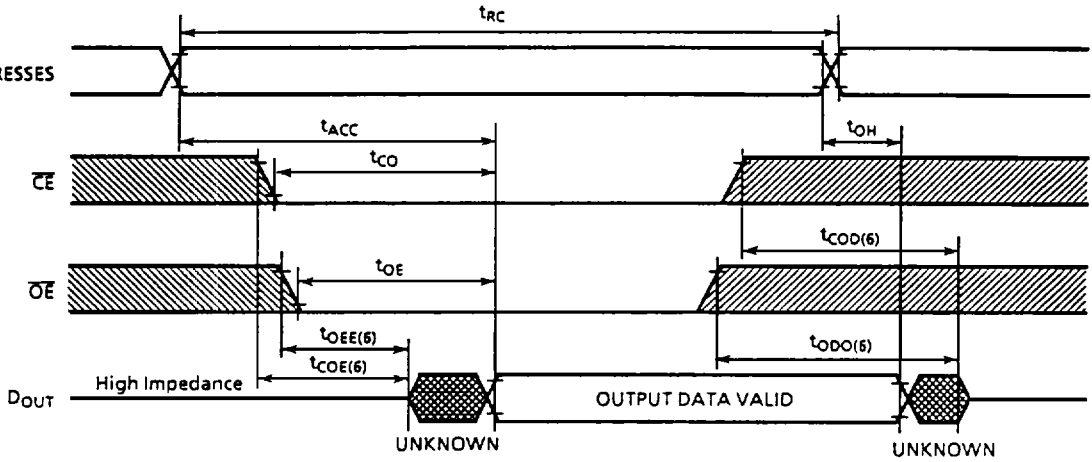 tRC
RESSES
tACC
tOH
tCO
CE
tCOD(6)
tOE
OE
tOEE(6)
tODO(6)
tCOE(6)
High Impedance
DOUT
OUTPUT DATA VALID
UNKNOWN
UNKNOWN